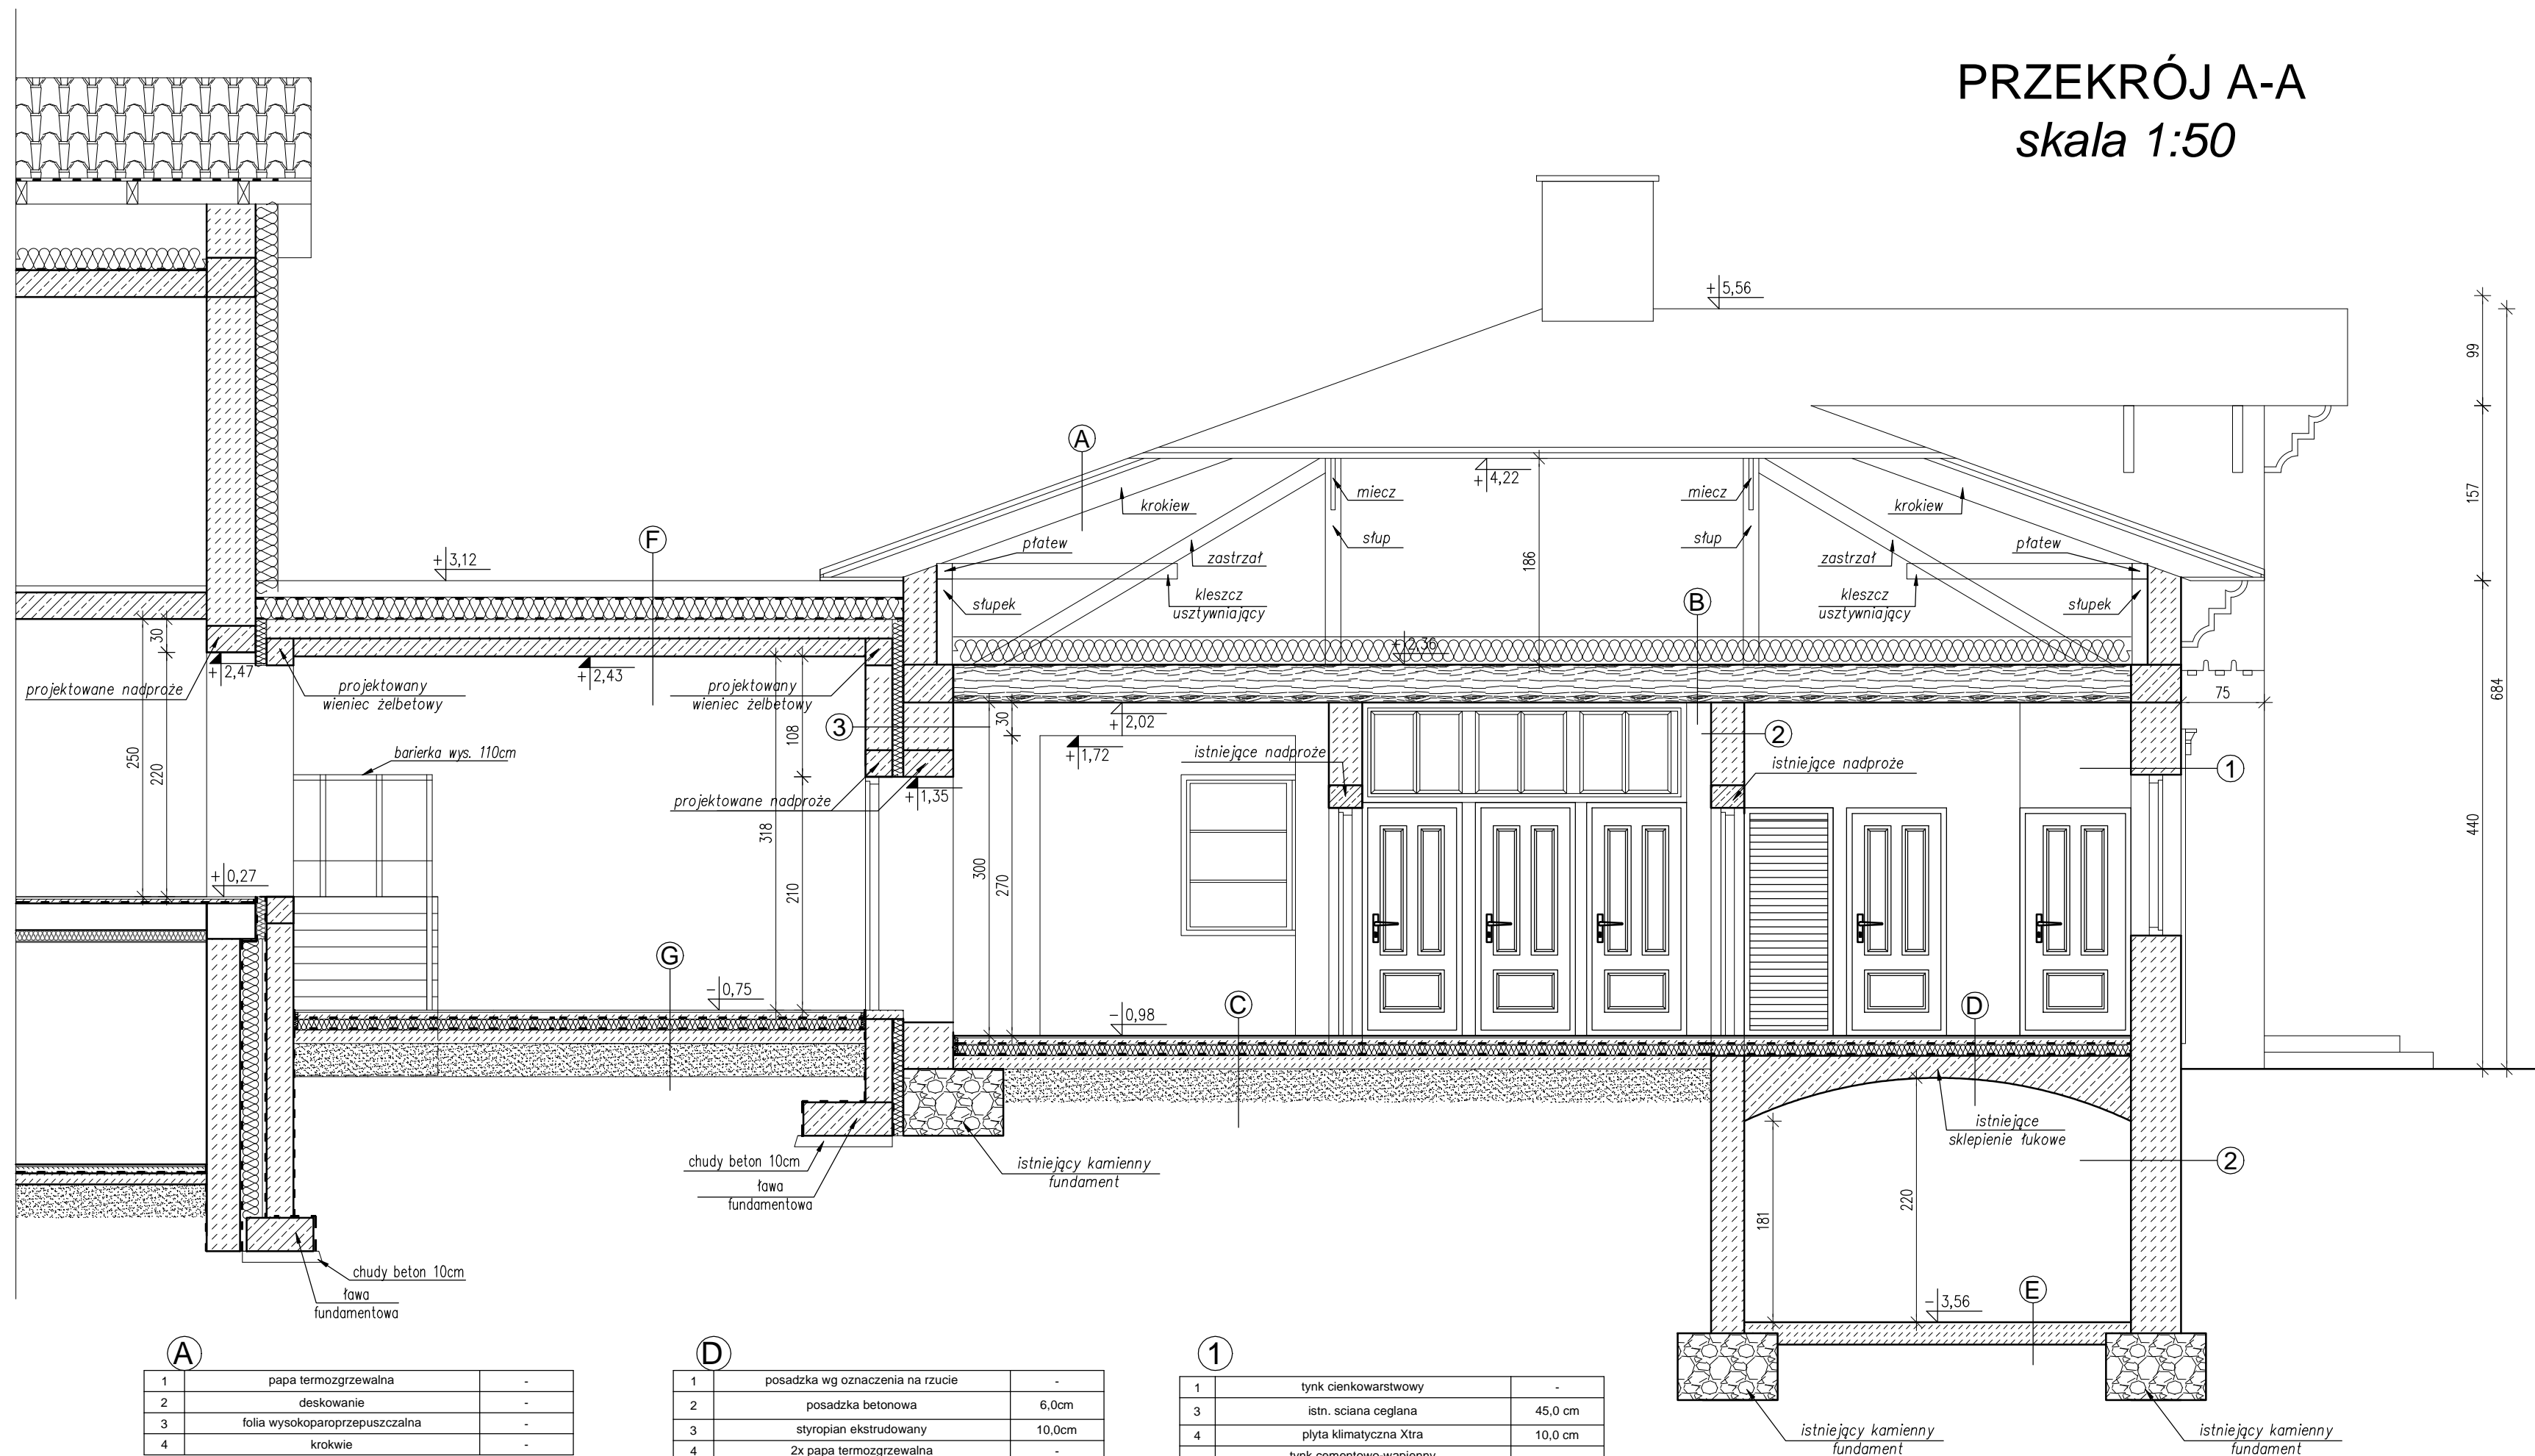 PRZEKRÓJ A-A
skala 1:50
+5,56
99
A
+4,22
miecz
miecz
krokiew
krokiew
157
F
słup
słup
płatew
płatew
+3,12
zastrzał
zastrzał
186
kleszcz
usztywniający
kleszcz
usztywniający
B
słupek
słupek
30
+2,36
+2,47
+2,43
projektowane nadproże
projektowany
wieniec żelbetowy
projektowany
wieniec żelbetowy
75
684
3
30
+2,02
108
2
+1,72
istniejące nadproże
istniejące nadproże
1
barierka wys. 110cm
250
220
+1,35
projektowane nadproże
318
440
300
270
210
+0,27
G
-0,75
C
D
-0,98
istniejące
sklepienie łukowe
chudy beton 10cm
istniejący kamienny
fundament
2
ława
fundamentowa
181
220
chudy beton 10cm
E
-3,56
ława
fundamentowa
A
1 papa termozgrzewalna -
2 deskowanie -
3 folia wysokoparoprzepuszczalna -
4 krokwie -
D
1 posadzka wg oznaczenia na rzucie -
2 posadzka betonowa 6,0cm
3 styropian ekstrudowany 10,0cm
4 2x papa termozgrzewalna -
1
1 tynk cienkowarstwowy -
3 istn. sciana ceglana 45,0 cm
4 plyta klimatyczna Xtra 10,0 cm
tynk cementowo-wapienny
istniejący kamienny
fundament
istniejący kamienny
fundament